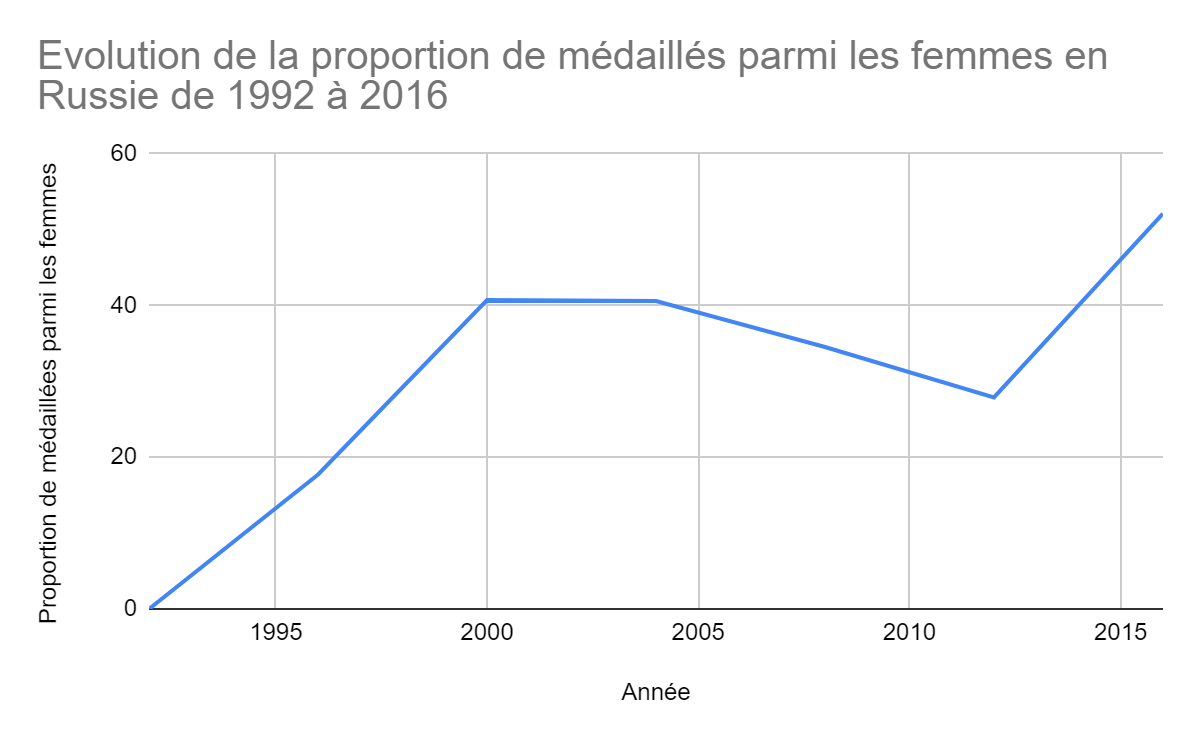 Evolution de la proportion de médaillés parmi les femmes en
Russie de 1992 à 2016
Proportion de médaillées parmi les femmes
60
40
20
0
1995
2000
2005
2010
2015
Année